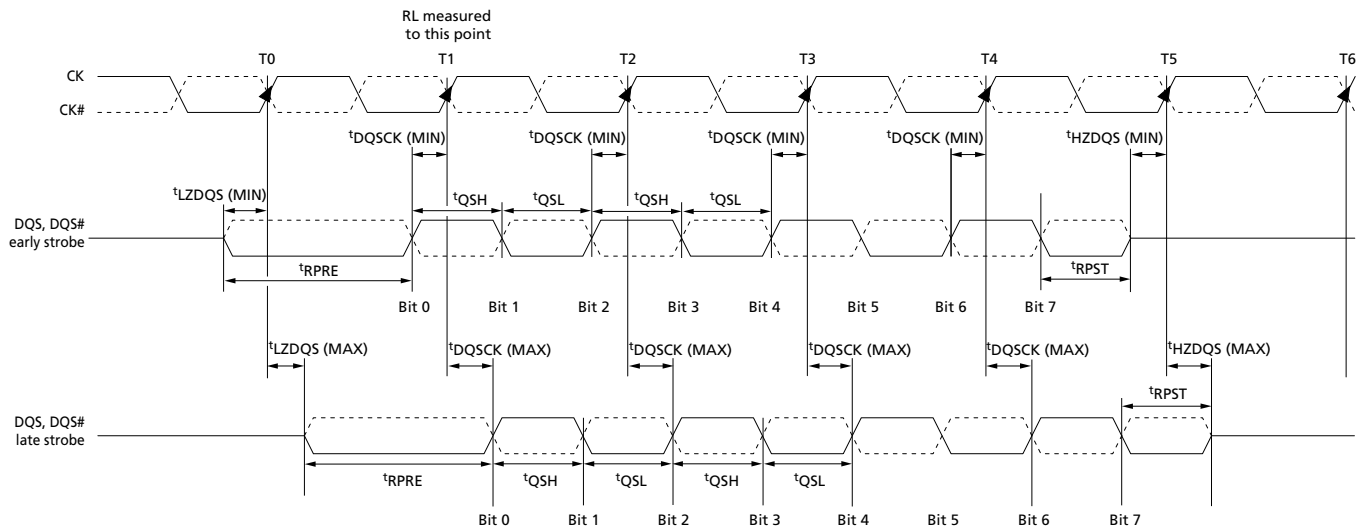 RL measured
to this point
T0 T1 T2 T3 T4 T5 T6
CK
CK#
tDQSCK (MIN) tDQSCK (MIN) tDQSCK (MIN) tDQSCK (MIN) tHZDQS (MIN)
tLZDQS (MIN)
tQSH tQSL tQSH tQSL
DQS, DQS#
early strobe
tRPRE tRPST
Bit 0 Bit 1 Bit 2 Bit 3 Bit 4 Bit 5 Bit 6 Bit 7
tLZDQS (MAX) tDQSCK (MAX) tDQSCK (MAX) tDQSCK (MAX) tDQSCK (MAX) tHZDQS (MAX)
tRPST
DQS, DQS#
late strobe
tRPRE tQSH tQSL tQSH tQSL
Bit 0 Bit 1 Bit 2 Bit 3 Bit 4 Bit 5 Bit 6 Bit 7